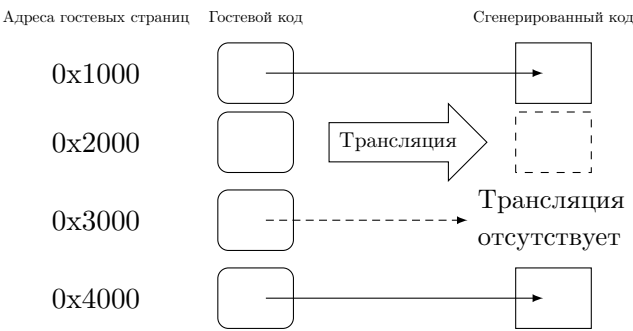 Адреса гостевых страниц Гостевой код Сгенерированный код
0x1000
0x2000 Трансляция
0x3000 Трансляция
отсутствует
0x4000